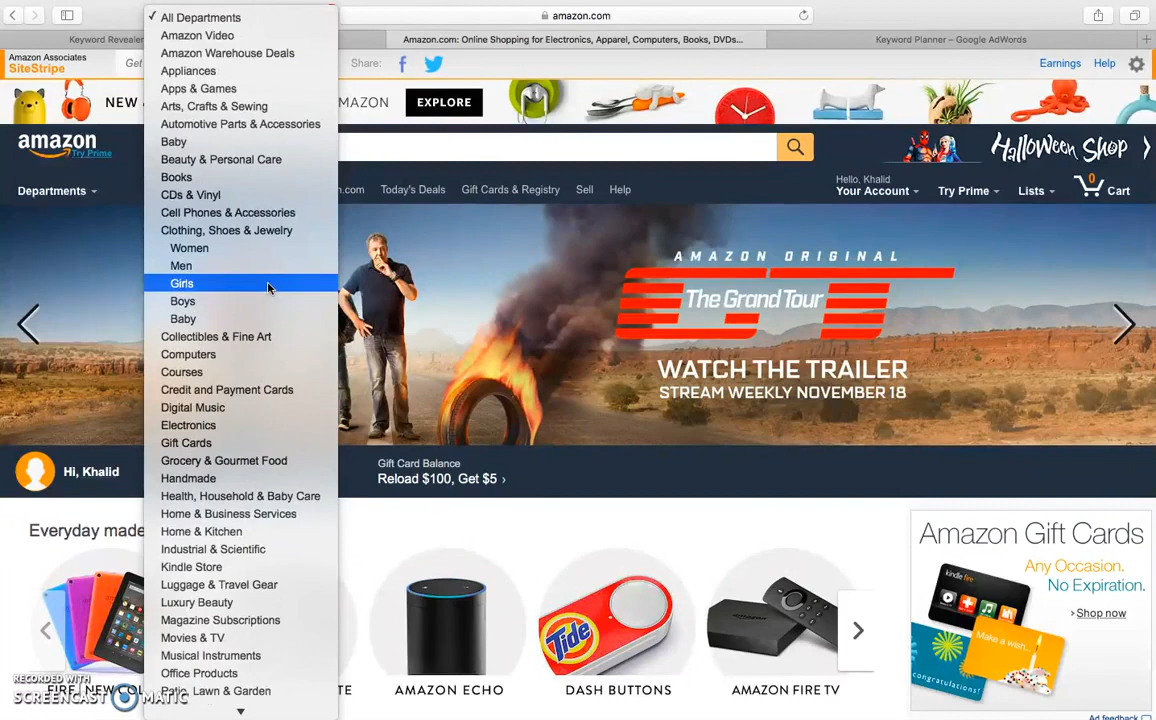 amazon.com
Keyword Revealer
Amazon.com: Online Shopping for Electronics, Apparel, Computers, Books, DVDs...
Keyword Planner – Google AdWords
Amazon Associates
SiteStripe
Get
Share:
Earnings
Help
NEW
AMAZON
EXPLORE
amazon
Try Prime
Halloween Shop
Departments
n.com
Today's Deals
Gift Cards & Registry
Sell
Help
Hello, Khalid
Your Account
Try Prime
Lists
0
Cart
✓ All Departments
Amazon Video
Amazon Warehouse Deals
Appliances
Apps & Games
Arts, Crafts & Sewing
Automotive Parts & Accessories
Baby
Beauty & Personal Care
Books
CDs & Vinyl
Cell Phones & Accessories
Clothing, Shoes & Jewelry
Women
Men
Girls
Boys
Baby
Collectibles & Fine Art
Computers
Courses
Credit and Payment Cards
Digital Music
Electronics
Gift Cards
Grocery & Gourmet Food
Handmade
Health, Household & Baby Care
Home & Business Services
Home & Kitchen
Industrial & Scientific
Kindle Store
Luggage & Travel Gear
Luxury Beauty
Magazine Subscriptions
Movies & TV
Musical Instruments
Office Products
Patio, Lawn & Garden
AMAZON ORIGINAL
The Grand Tour
WATCH THE TRAILER
STREAM WEEKLY NOVEMBER 18
Hi, Khalid
Gift Card Balance
Reload $100, Get $5 ›
Everyday made
Tide
AMAZON ECHO
DASH BUTTONS
AMAZON FIRE TV
Amazon Gift Cards
Any Occasion.
No Expiration.
› Shop now
kindle fire
Make a wish...
congratulations!
Ad feedback
RECORDED WITH
SCREENCAST MATIC